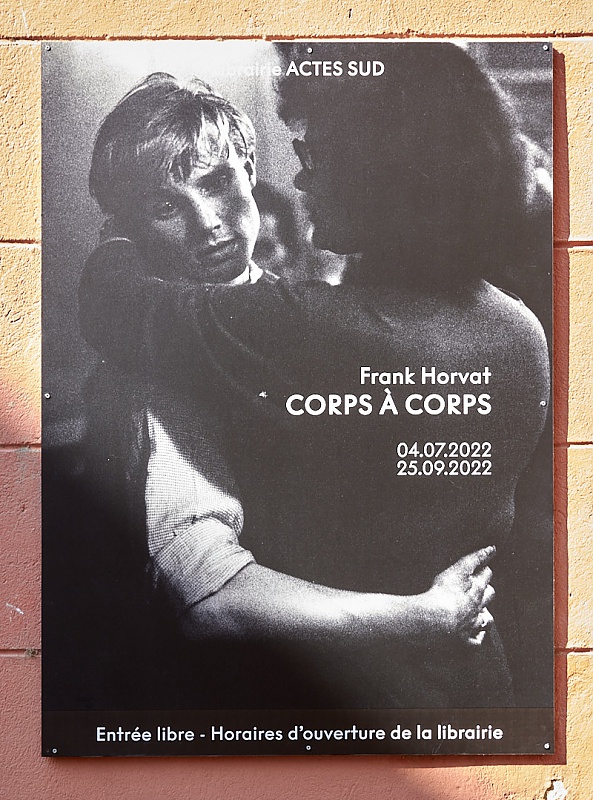 librairie ACTES SUD
Frank Horvat
CORPS À CORPS
04.07.2022
25.09.2022
Entrée libre - Horaires d'ouverture de la librairie